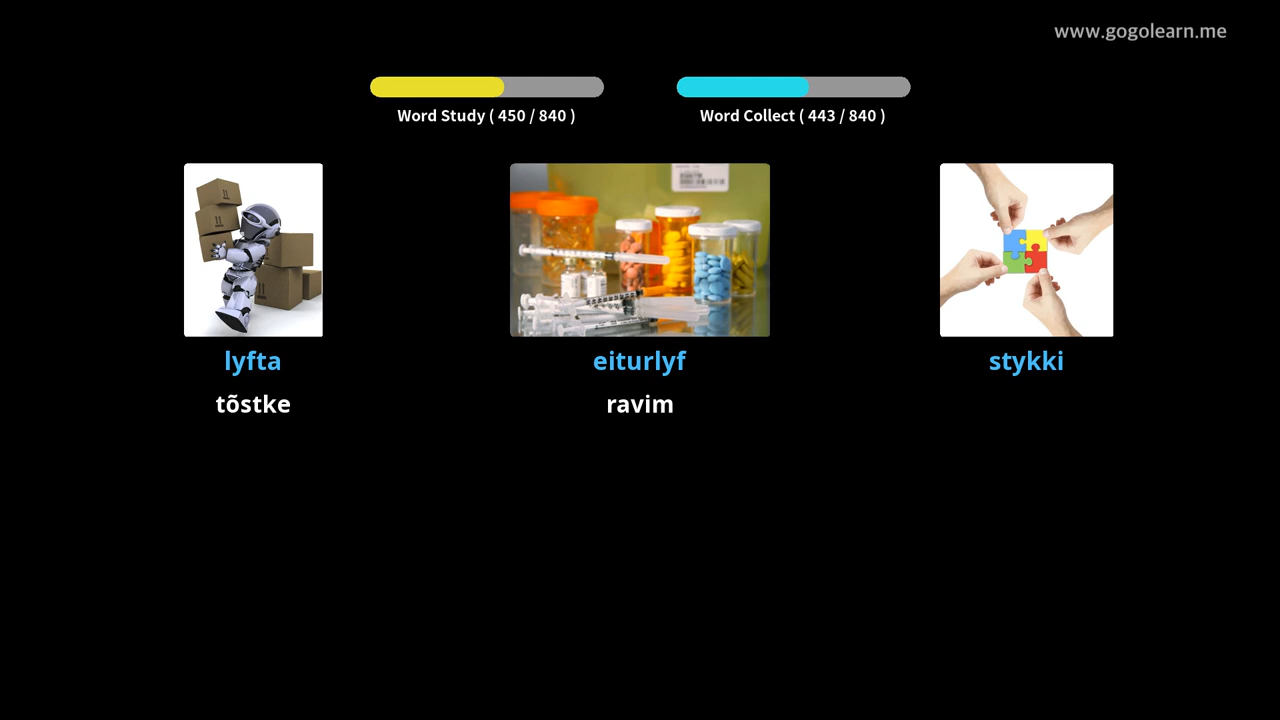 www.gogolearn.me
Word Study ( 450 / 840 )
Word Collect ( 443 / 840 )
lyfta
eiturlyf
stykki
tõstke
ravim